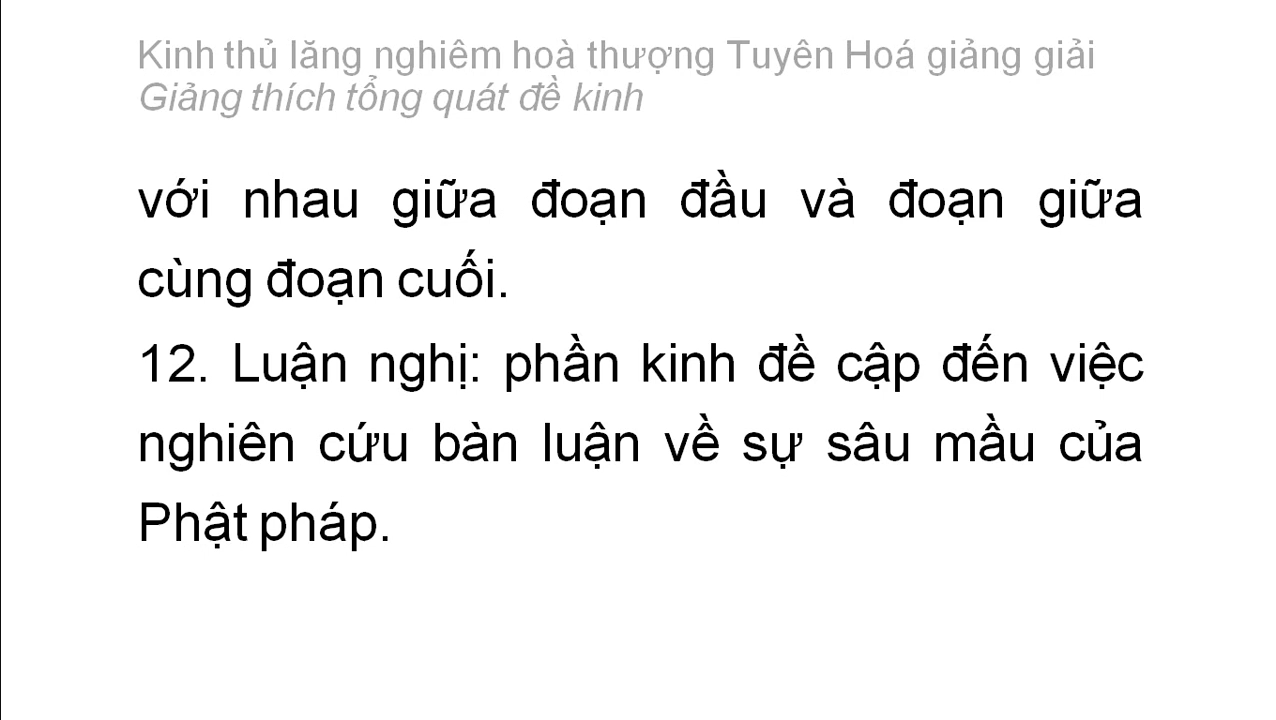 Kinh thủ lăng nghiêm hoà thượng Tuyên Hoá giảng giải
Giảng thích tổng quát đề kinh
với nhau giữa đoạn đầu và đoạn giữa
cùng đoạn cuối.
12. Luận nghị: phần kinh đề cập đến việc
nghiên cứu bàn luận về sự sâu mầu của
Phật pháp.